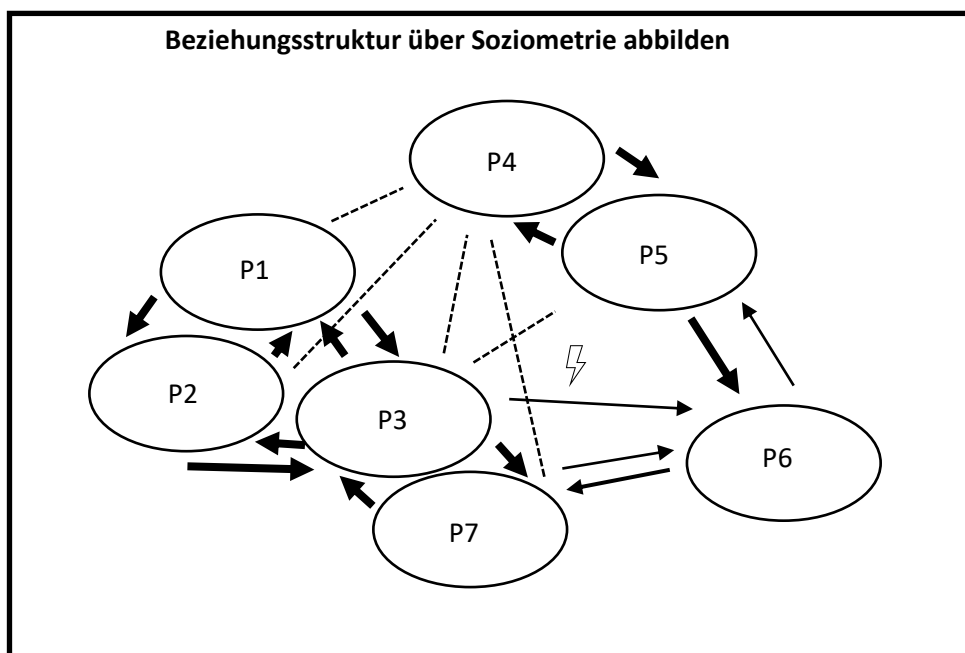 Beziehungsstruktur über Soziometrie abbilden
P4
P5
P1
P2
P3
P6
P7